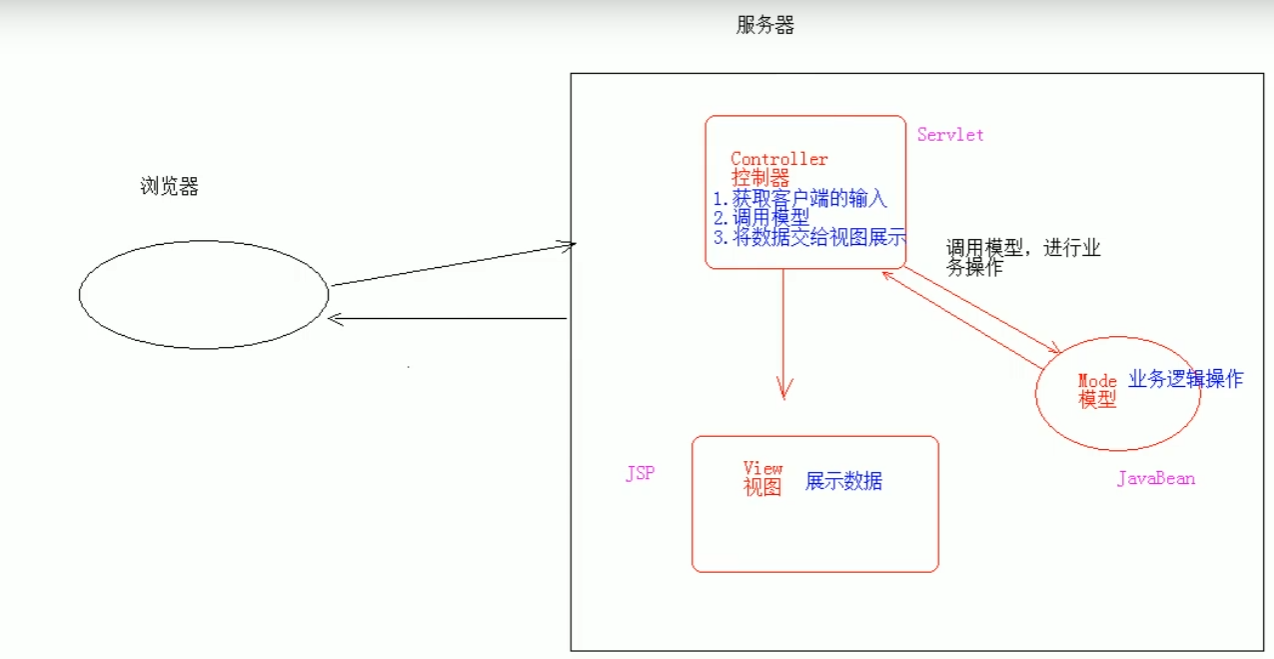 服务器
浏览器
Controller
控制器
1.获取客户端的输入
2.调用模型
3.将数据交给视图展示
Servlet
调用模型，进行业
务操作
Mode
模型
业务逻辑操作
JavaBean
JSP
View
视图
展示数据